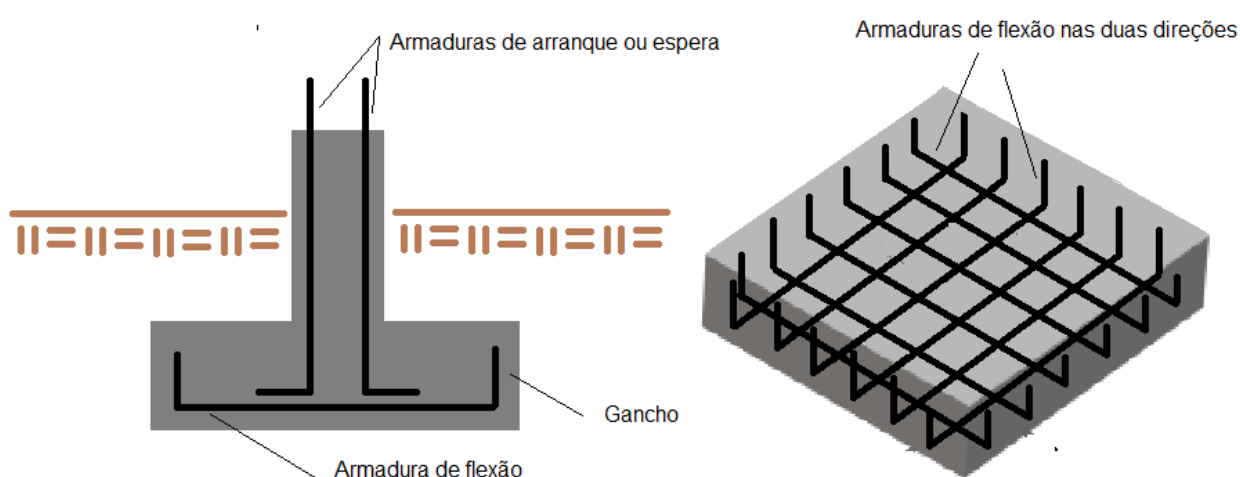 Armaduras de arranque ou espera
Armaduras de flexão nas duas direções
Gancho
Armadura de flexão